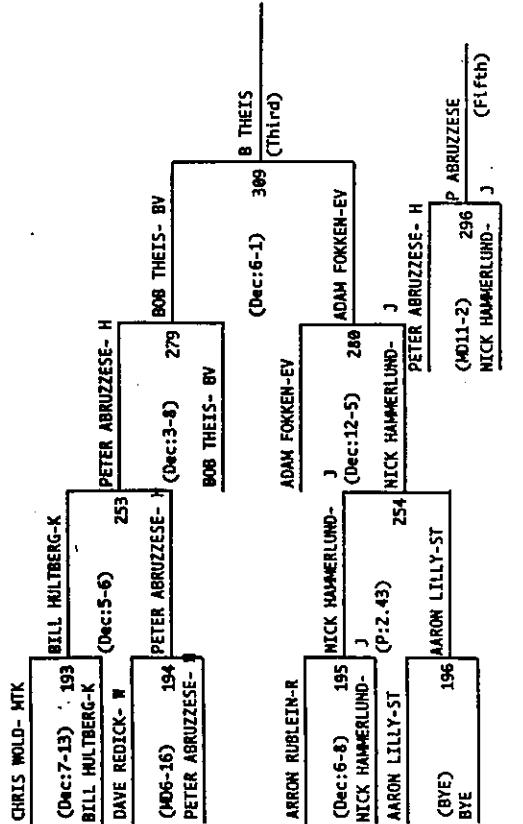 CHRIS WOLD- MTK
(Dec:7-13) 193
BILL HULTBERG-K
BILL HULTBERG-K
(Dec:5-6) 253
DAVE REDICK- W
(MD6-16) 194
PETER ABRUZZESE- H
PETER ABRUZZESE- H
PETER ABRUZZESE- H
(Dec:3-8) 279
BOB THEIS- BV
BOB THEIS- BV
(Dec:6-1) 309
B THEIS
(Third)
ARRON RUBLEIN-R
(Dec:6-8) 195
NICK HAMMERLUND- J
NICK HAMMERLUND- J
(P:2.43) 254
AARON LILLY-ST
(BYE) 196
BYE
AARON LILLY-ST
ADAM FOKKEN-EV
(Dec:12-5) 280
NICK HAMMERLUND- J
ADAM FOKKEN-EV
PETER ABRUZZESE- H
(MD11-2) 296
NICK HAMMERLUND- J
P ABRUZZESE
(Fifth)